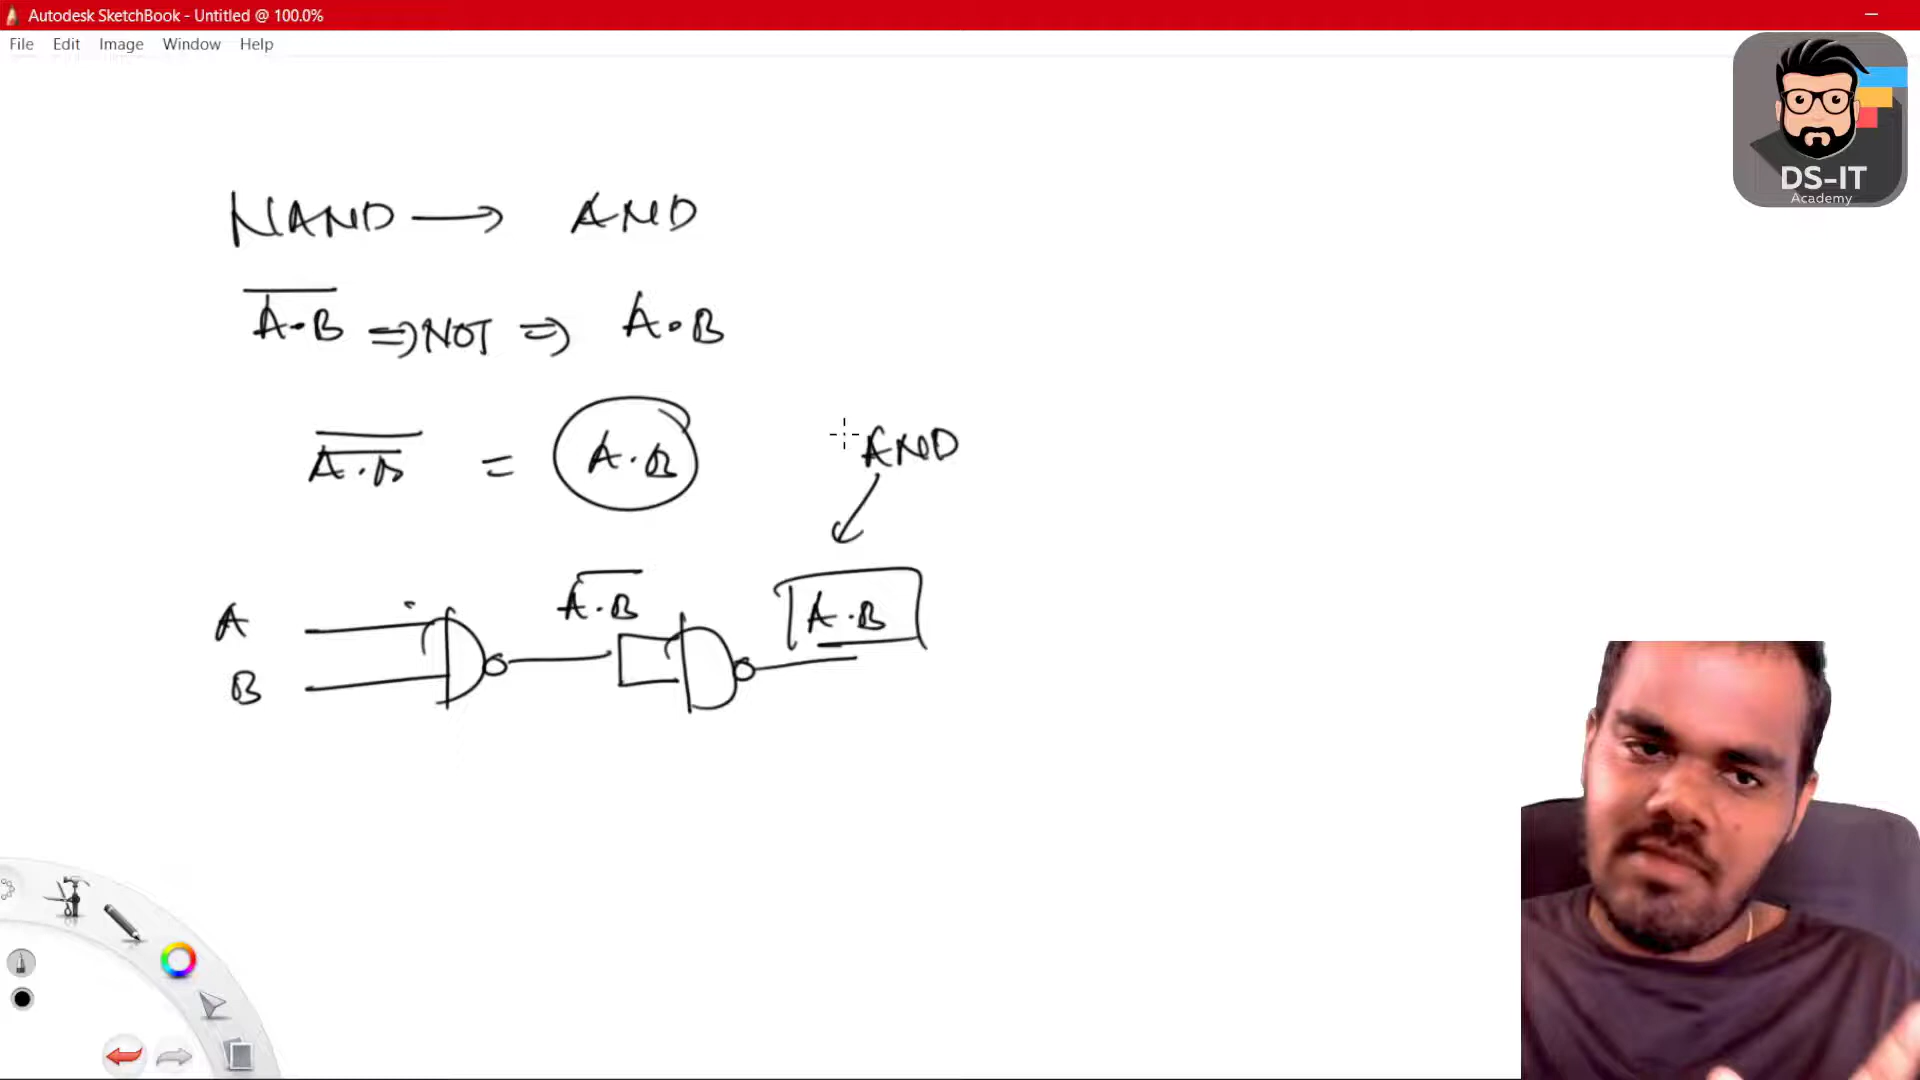 Autodesk SketchBook - Untitled @ 100.0%
File Edit Image Window Help
DS-IT
Academy
NAND → AND
A̅·̅B̅ ⇒ NOT ⇒ A·B
A̿·̿B̿ = A·B
AND
A̅·̅B̅
A·B
A
B